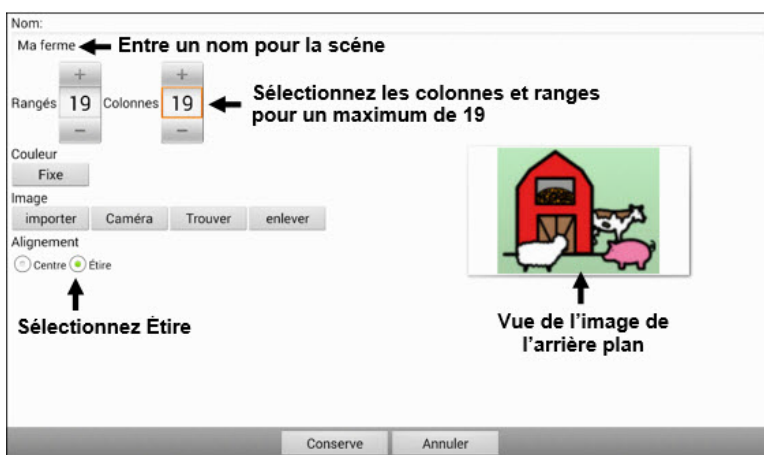 Nom:
Ma ferme Entre un nom pour la scéne
+ +
Rangés 19 Colonnes 19 Sélectionnez les colonnes et ranges
pour un maximum de 19
− −
Couleur
Fixe
Image
importer Caméra Trouver enlever
Alignement
Centre Étire
Sélectionnez Étire
Vue de l'image de
l'arrière plan
Conserve Annuler